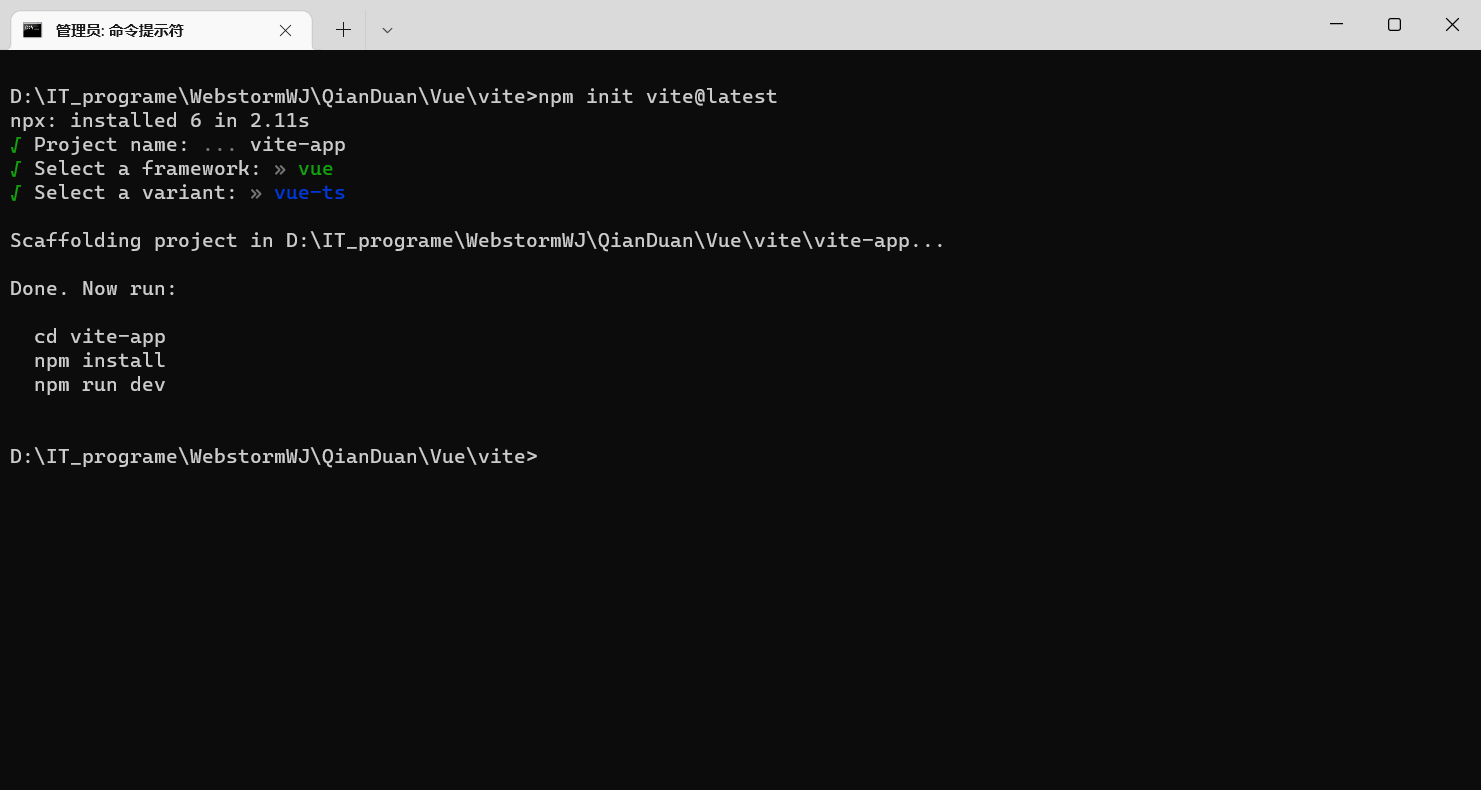 管理员: 命令提示符
D:\IT_programe\WebstormWJ\QianDuan\Vue\vite>npm init vite@latest
npx: installed 6 in 2.11s
√ Project name: ... vite-app
√ Select a framework: » vue
√ Select a variant: » vue-ts
Scaffolding project in D:\IT_programe\WebstormWJ\QianDuan\Vue\vite\vite-app...
Done. Now run:
cd vite-app
npm install
npm run dev
D:\IT_programe\WebstormWJ\QianDuan\Vue\vite>